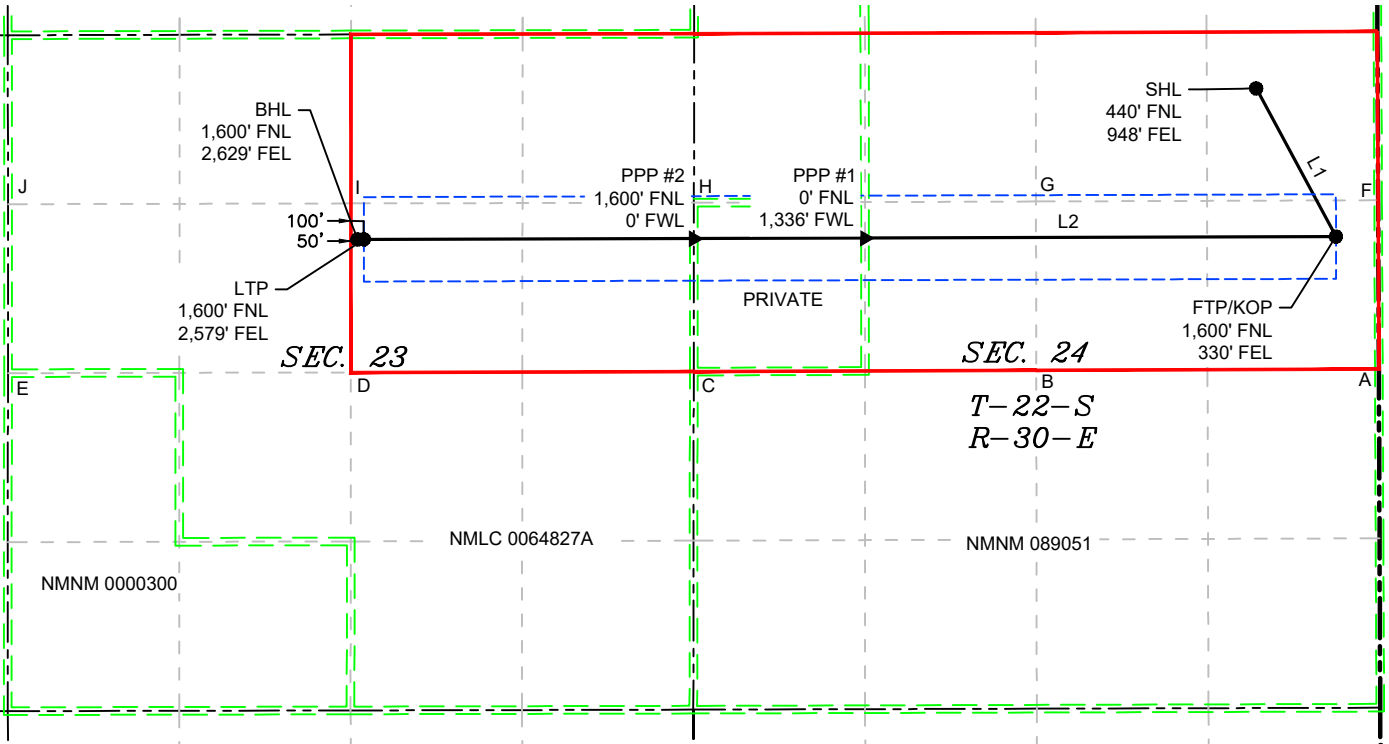 SHL
440' FNL
948' FEL
BHL
1,600' FNL
2,629' FEL
L1
PPP #2
1,600' FNL
0' FWL
PPP #1
0' FNL
1,336' FWL
J
I
H
G
F
100'
50'
L2
LTP
1,600' FNL
2,579' FEL
PRIVATE
FTP/KOP
1,600' FNL
330' FEL
SEC. 23
SEC. 24
E
D
C
B
A
T-22-S
R-30-E
NMLC 0064827A
NMNM 089051
NMNM 0000300